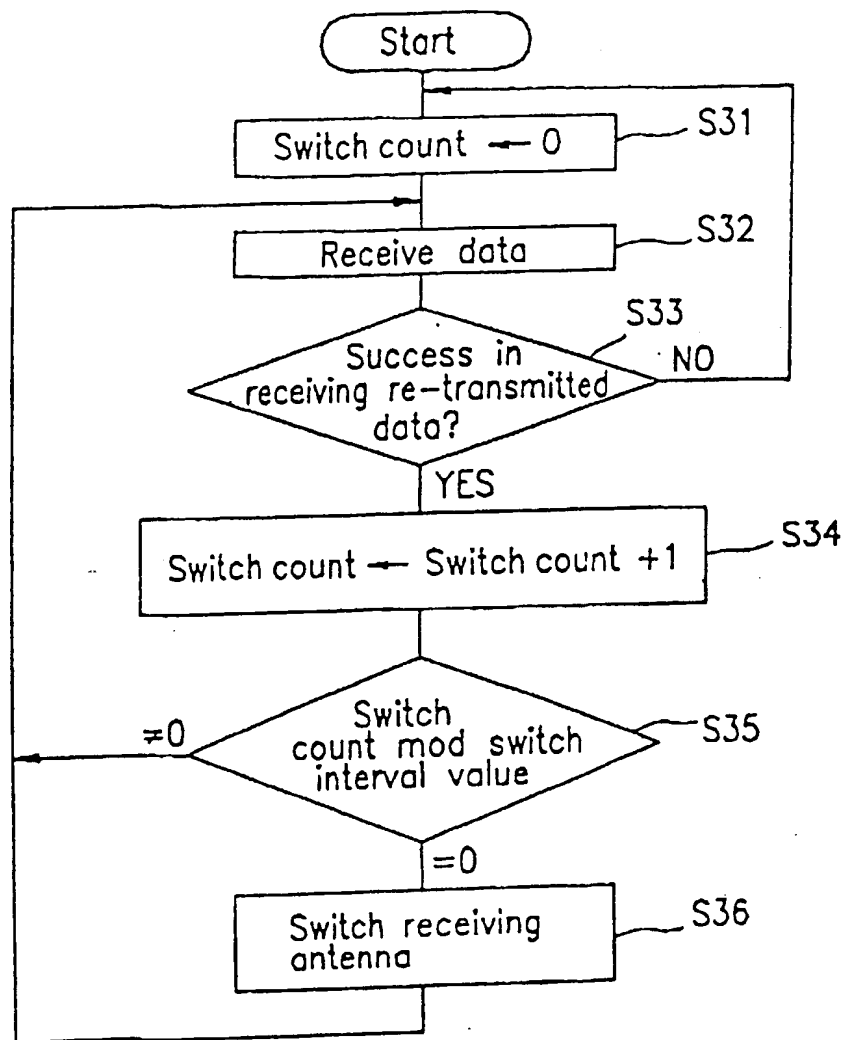 Start
Switch count ← 0
S31
Receive data
S32
Success in
receiving re-transmitted
data?
S33
NO
YES
Switch count ← Switch count +1
S34
Switch
count mod switch
interval value
S35
≠0
=0
Switch receiving
antenna
S36